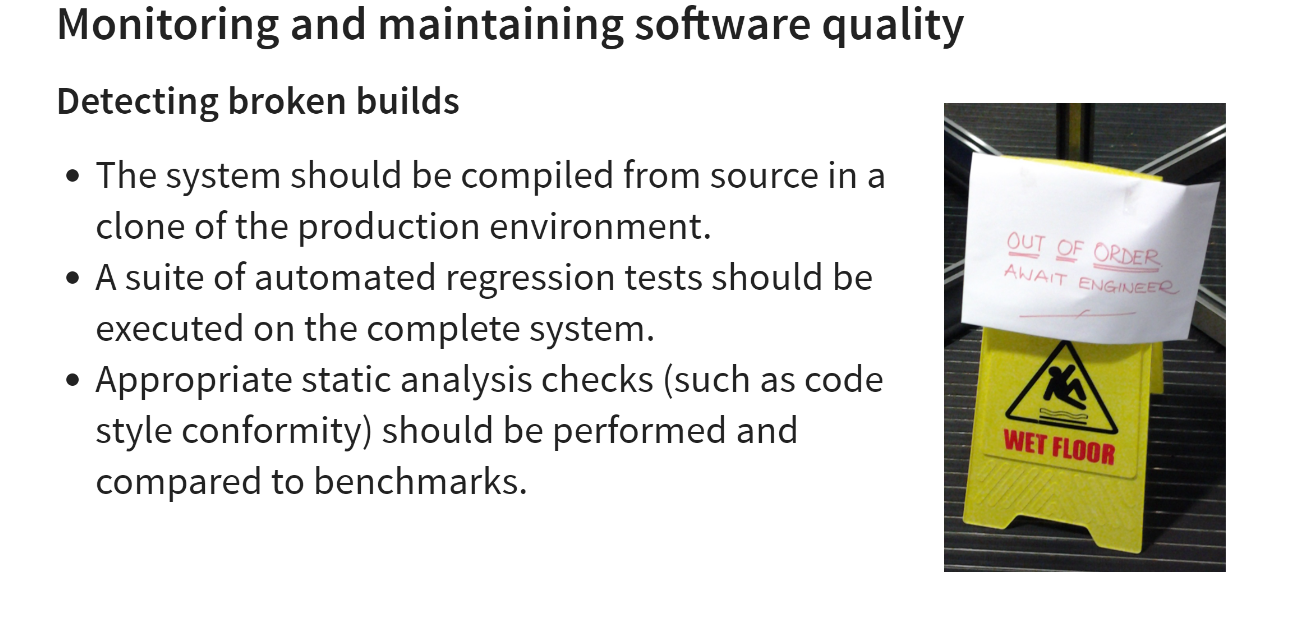 Monitoring and maintaining software quality
Detecting broken builds
• The system should be compiled from source in a
clone of the production environment.
• A suite of automated regression tests should be
executed on the complete system.
• Appropriate static analysis checks (such as code
style conformity) should be performed and
compared to benchmarks.
OUT OF ORDER
AWAIT ENGINEER
WET FLOOR